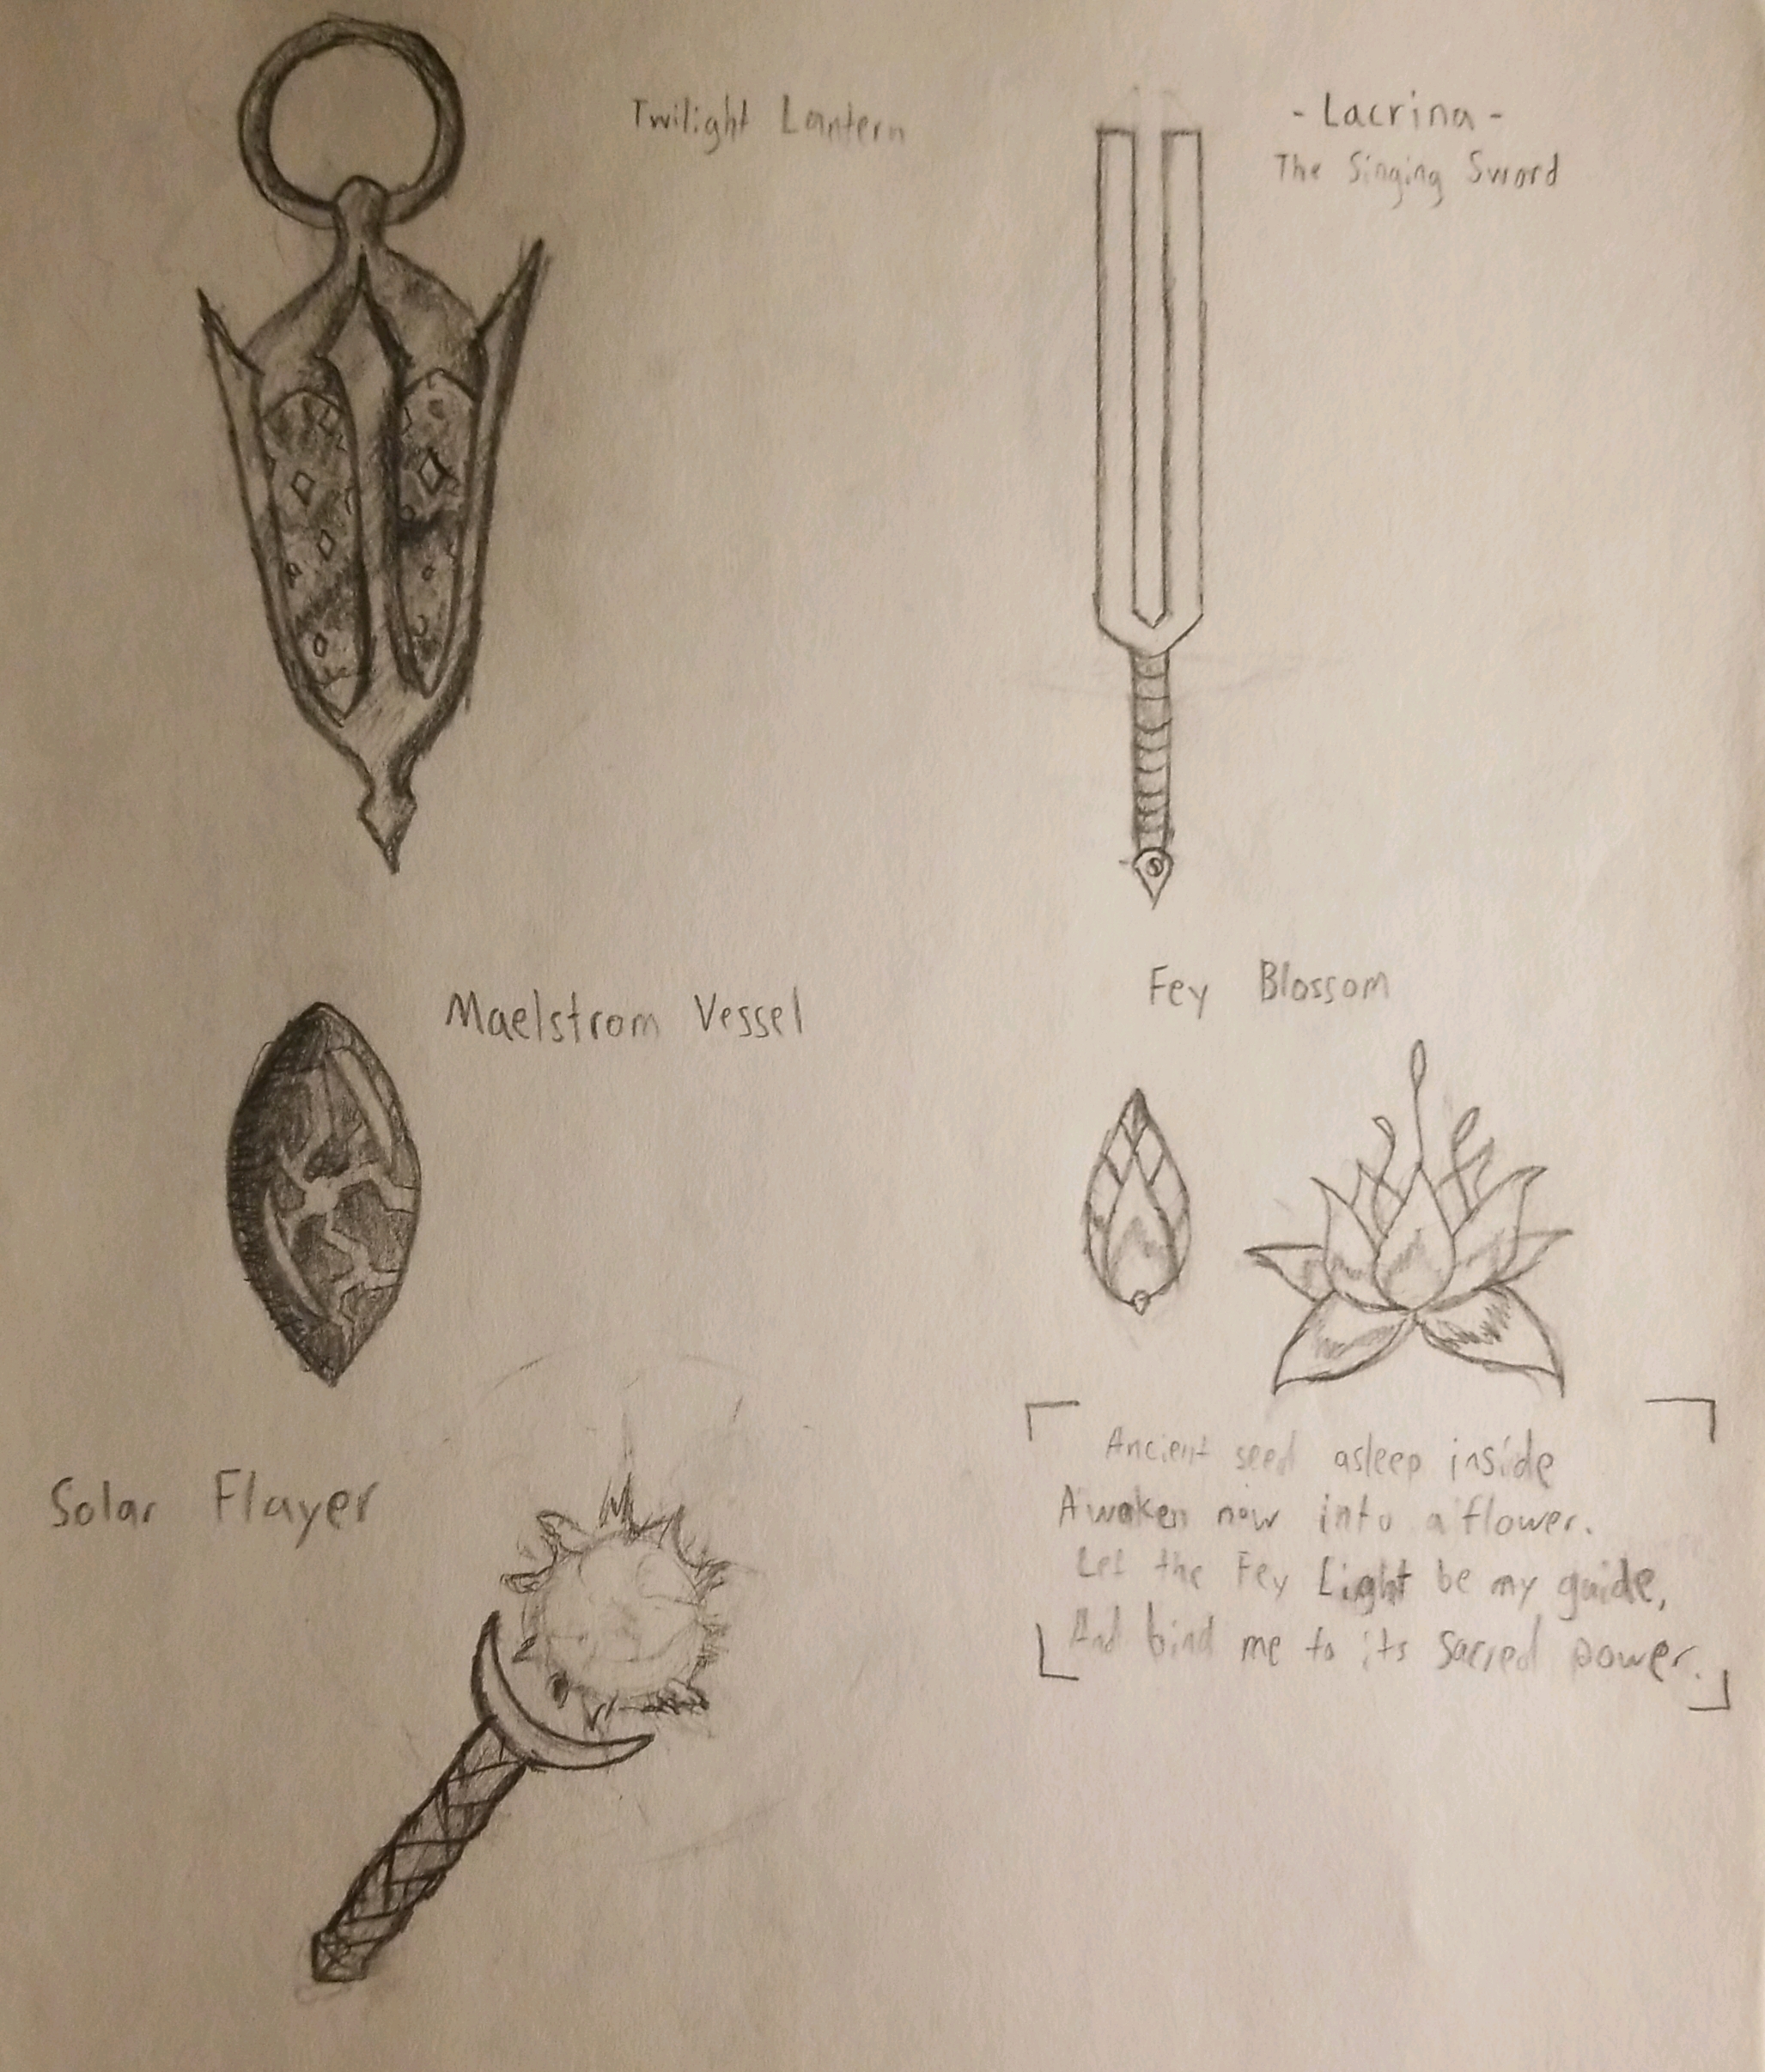 Twilight Lantern
- Lacrina -
The Singing Sword
Maelstrom Vessel
Fey Blossom
Solar Flayer
Ancient seed asleep inside
Awaken now into a flower.
Let the Fey Light be my guide,
And bind me to its sacred power.